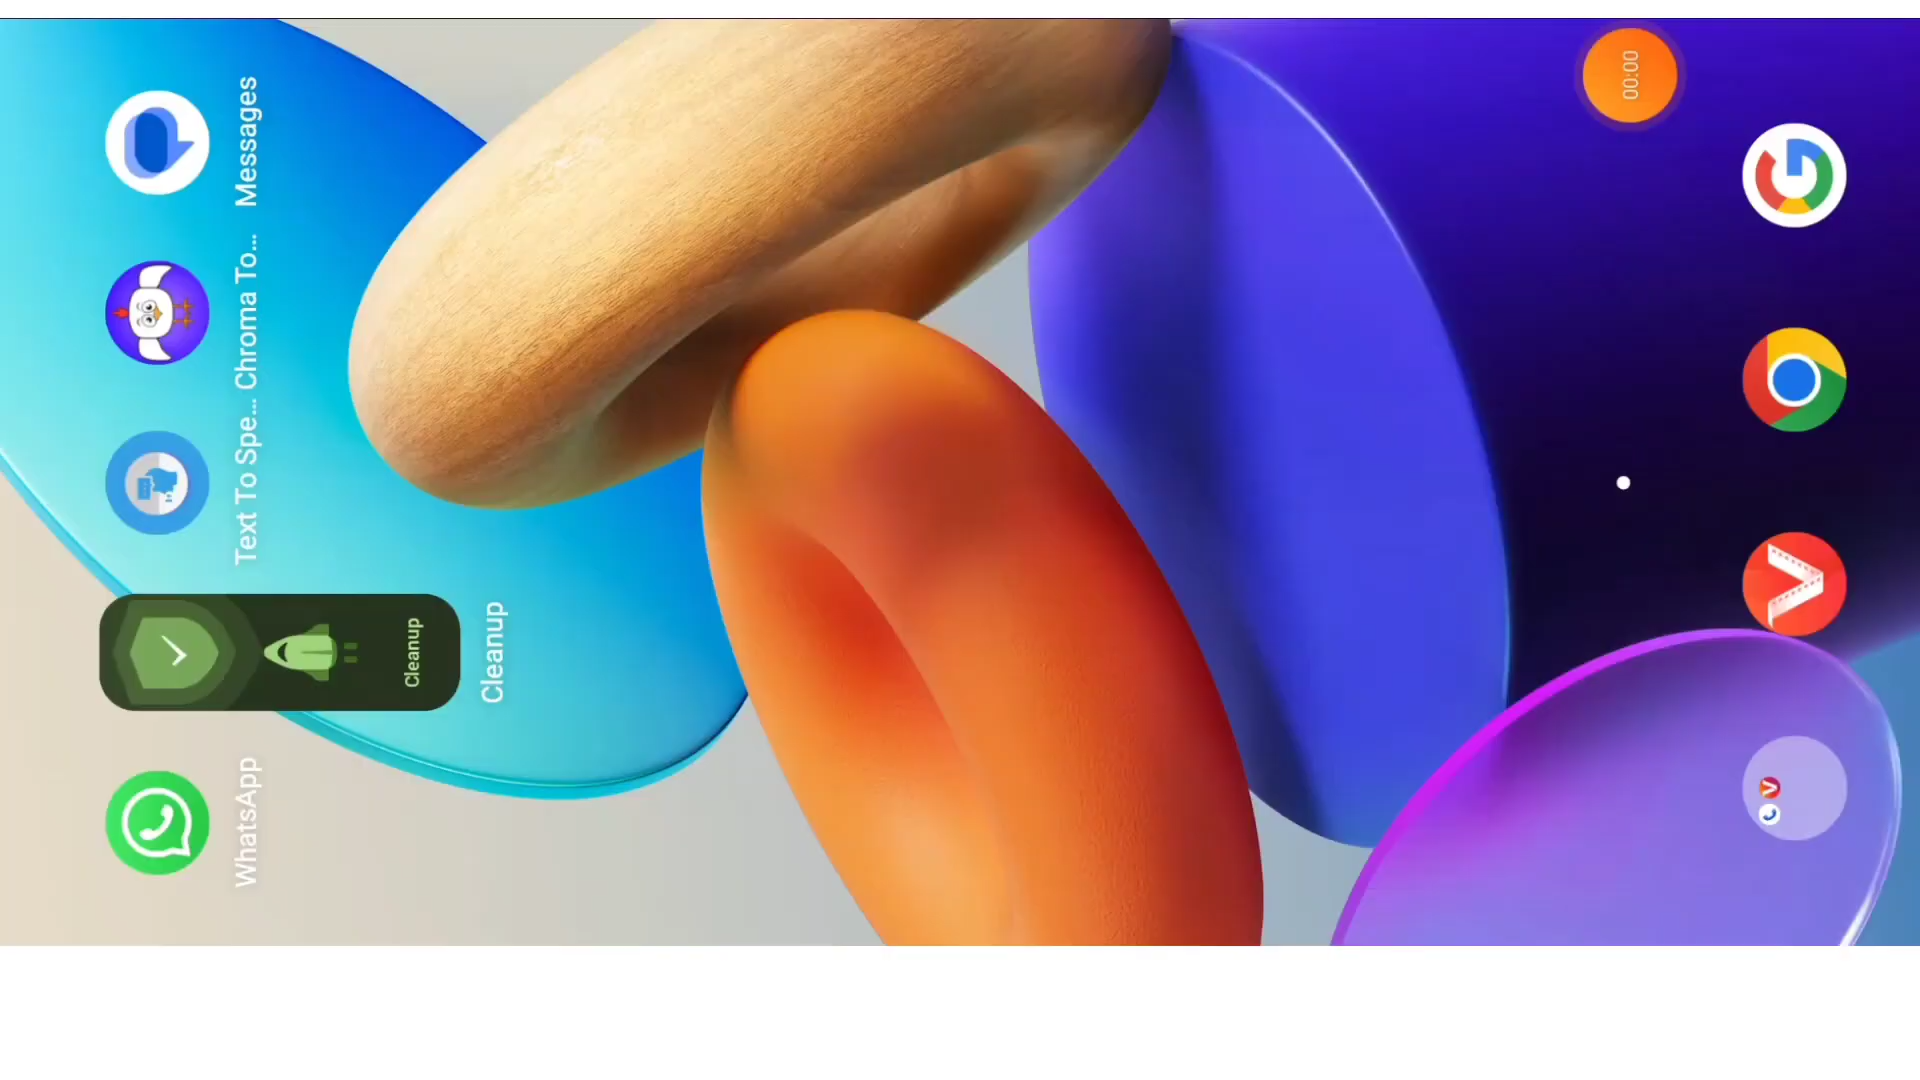 WhatsApp
Text To Spe...
Chroma To...
Messages
Cleanup
Cleanup
00:00